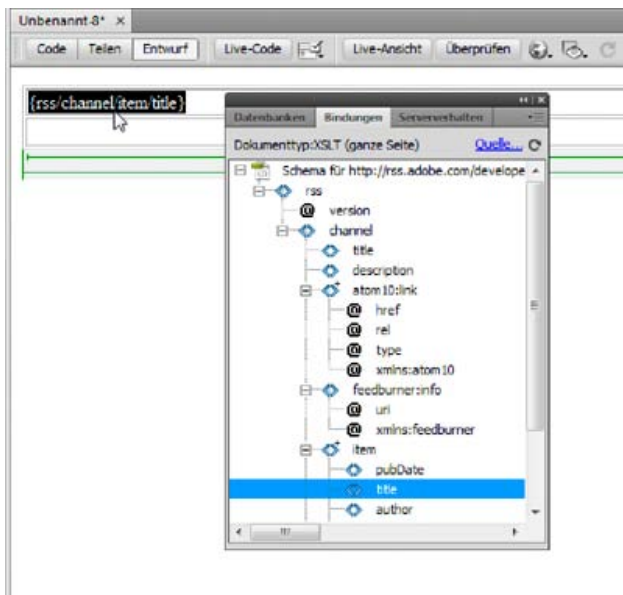 Unbenannt-8* ×
Code Teilen Entwurf Live-Code Live-Ansicht Überprüfen
{rss/channel/item/title}
Datenbanken Bindungen Serververhalten
Dokumenttyp:XSLT (ganze Seite) Quelle...
Schema für http://rss.adobe.com/develope
rss
@ version
channel
title
description
atom10:link
@ href
@ rel
@ type
@ xmlns:atom10
feedburner:info
@ uri
@ xmlns:feedburner
item
pubDate
title
author